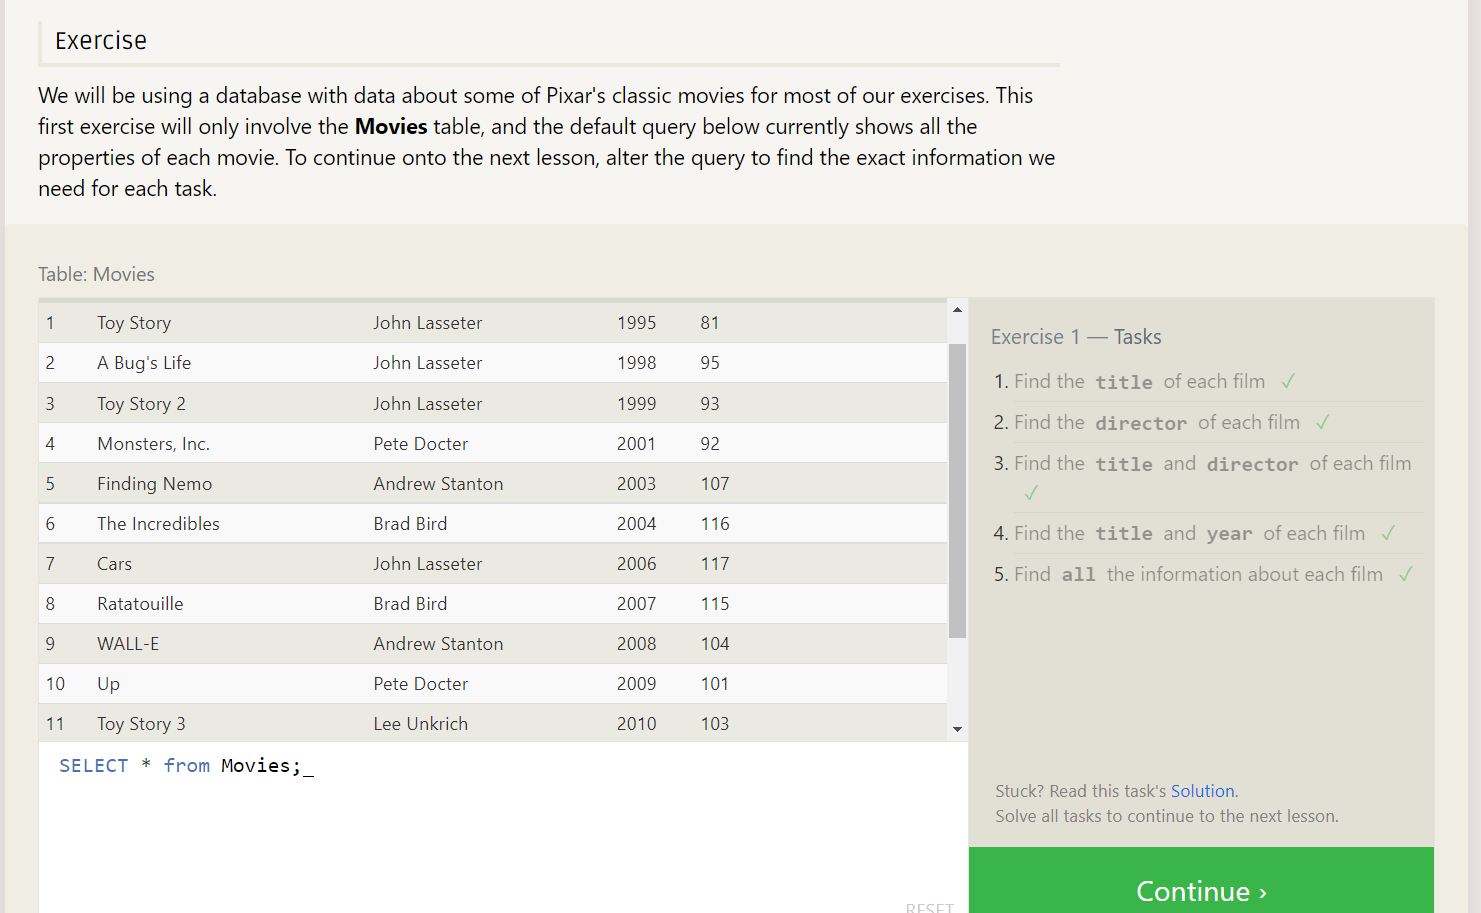 Exercise
We will be using a database with data about some of Pixar's classic movies for most of our exercises. This
first exercise will only involve the Movies table, and the default query below currently shows all the
properties of each movie. To continue onto the next lesson, alter the query to find the exact information we
need for each task.
Table: Movies
1 Toy Story John Lasseter 1995 81
2 A Bug's Life John Lasseter 1998 95
3 Toy Story 2 John Lasseter 1999 93
4 Monsters, Inc. Pete Docter 2001 92
5 Finding Nemo Andrew Stanton 2003 107
6 The Incredibles Brad Bird 2004 116
7 Cars John Lasseter 2006 117
8 Ratatouille Brad Bird 2007 115
9 WALL-E Andrew Stanton 2008 104
10 Up Pete Docter 2009 101
11 Toy Story 3 Lee Unkrich 2010 103
SELECT * from Movies;_
RESET
Exercise 1 — Tasks
1. Find the title of each film ✓
2. Find the director of each film ✓
3. Find the title and director of each film
✓
4. Find the title and year of each film ✓
5. Find all the information about each film ✓
Stuck? Read this task's Solution.
Solve all tasks to continue to the next lesson.
Continue ›